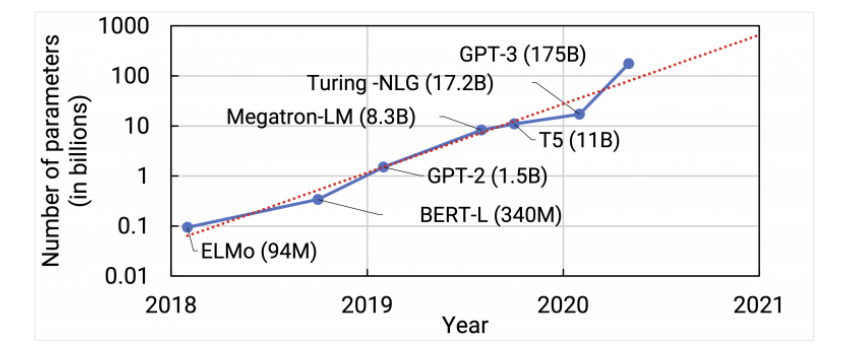 Number of parameters
(in billions)
1000
100
10
1
0.1
0.01
GPT-3 (175B)
Turing -NLG (17.2B)
Megatron-LM (8.3B)
T5 (11B)
GPT-2 (1.5B)
BERT-L (340M)
ELMo (94M)
2018
2019
2020
2021
Year